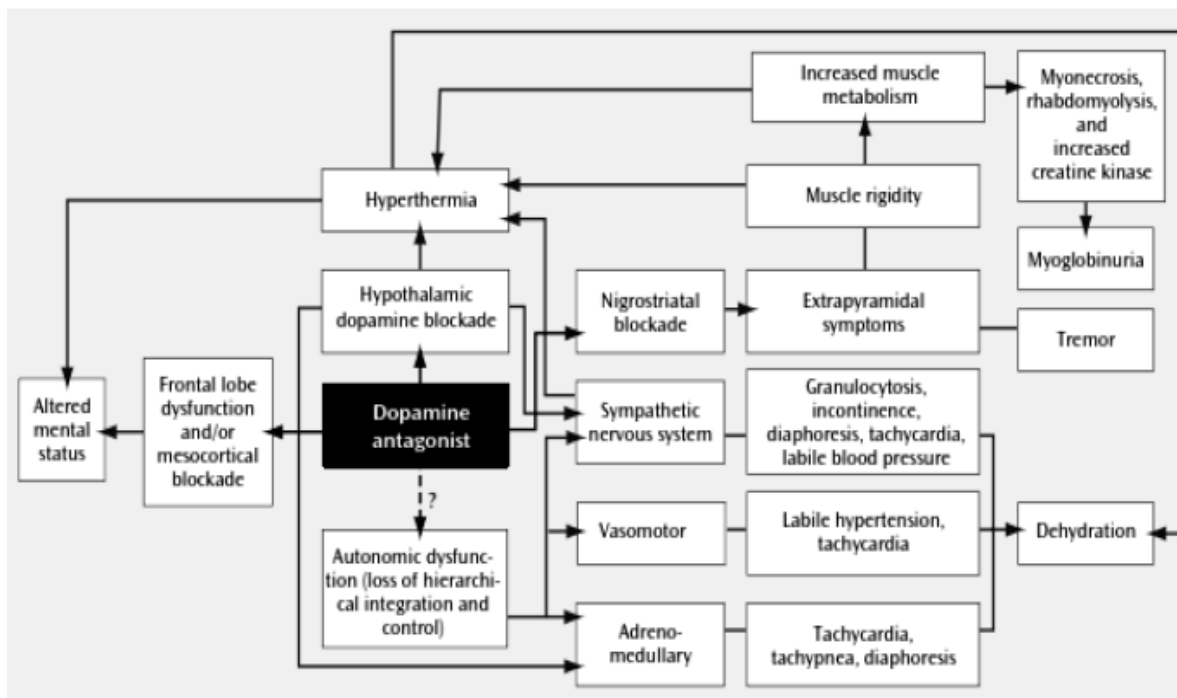 Increased muscle
metabolism
Myonecrosis,
rhabdomyolysis,
and
increased
creatine kinase
Hyperthermia
Muscle rigidity
Myoglobinuria
Hypothalamic
dopamine blockade
Nigrostriatal
blockade
Extrapyramidal
symptoms
Tremor
Altered
mental
status
Frontal lobe
dysfunction
and/or
mesocortical
blockade
Dopamine
antagonist
Sympathetic
nervous system
Granulocytosis,
incontinence,
diaphoresis, tachycardia,
labile blood pressure
?
Autonomic dysfunc-
tion (loss of hierarchi-
cal integration and
control)
Vasomotor
Labile hypertension,
tachycardia
Dehydration
Adreno-
medullary
Tachycardia,
tachypnea, diaphoresis